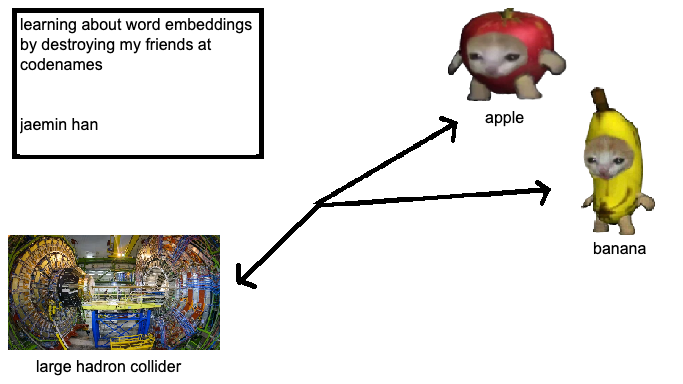 learning about word embeddings
by destroying my friends at
codenames
jaemin han
apple
banana
large hadron collider